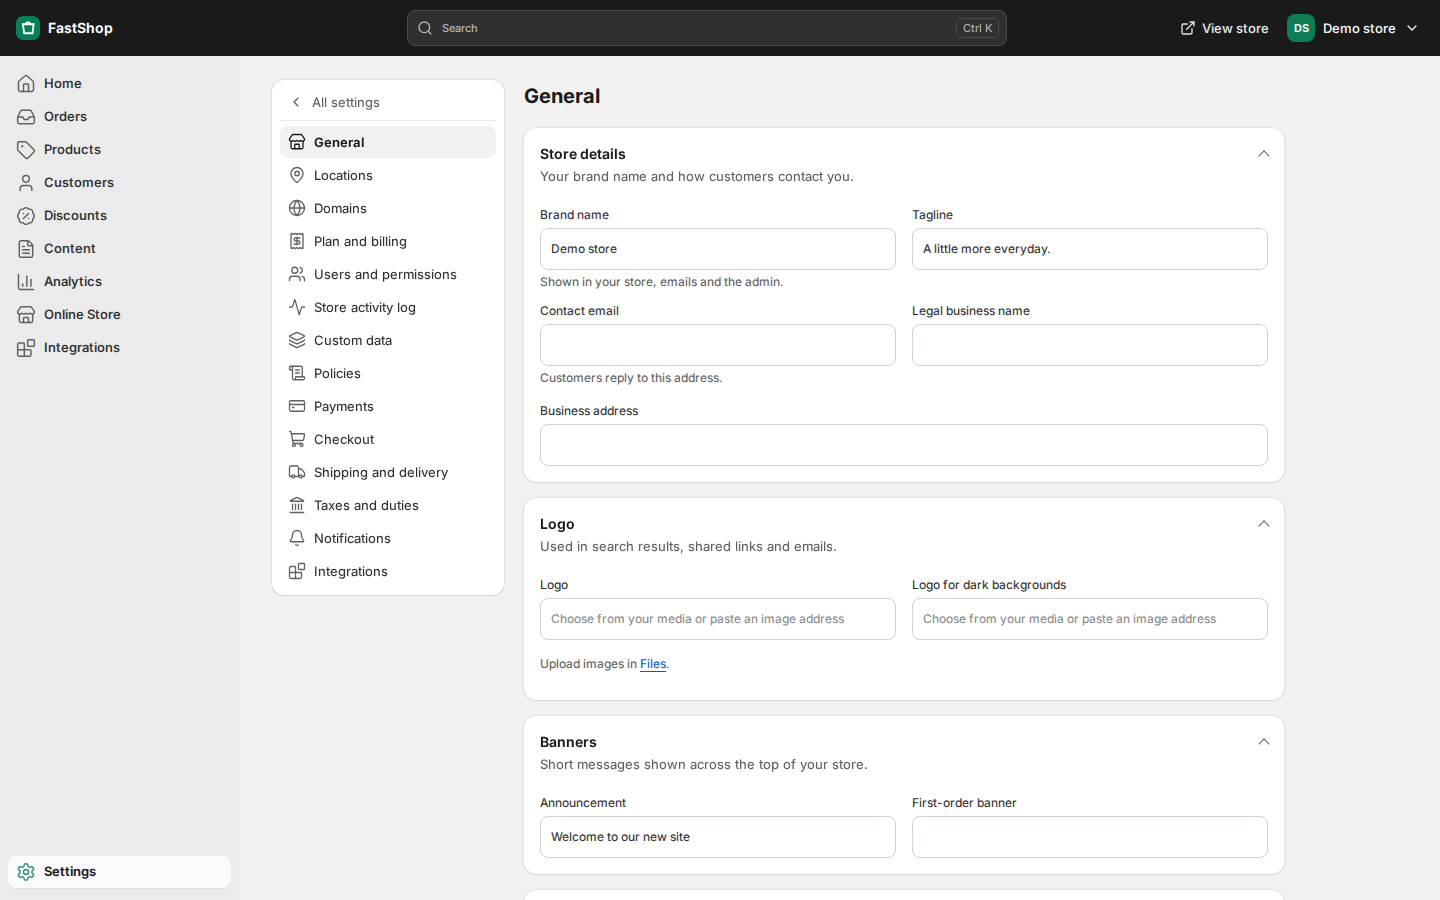 FastShop
Search
Ctrl K
View store
DS
Demo store
Home
Orders
Products
Customers
Discounts
Content
Analytics
Online Store
Integrations
Settings
All settings
General
Locations
Domains
Plan and billing
Users and permissions
Store activity log
Custom data
Policies
Payments
Checkout
Shipping and delivery
Taxes and duties
Notifications
Integrations
General
Store details
Your brand name and how customers contact you.
Brand name
Tagline
Demo store
A little more everyday.
Shown in your store, emails and the admin.
Contact email
Legal business name
Customers reply to this address.
Business address
Logo
Used in search results, shared links and emails.
Logo
Logo for dark backgrounds
Choose from your media or paste an image address
Choose from your media or paste an image address
Upload images in Files.
Banners
Short messages shown across the top of your store.
Announcement
First-order banner
Welcome to our new site